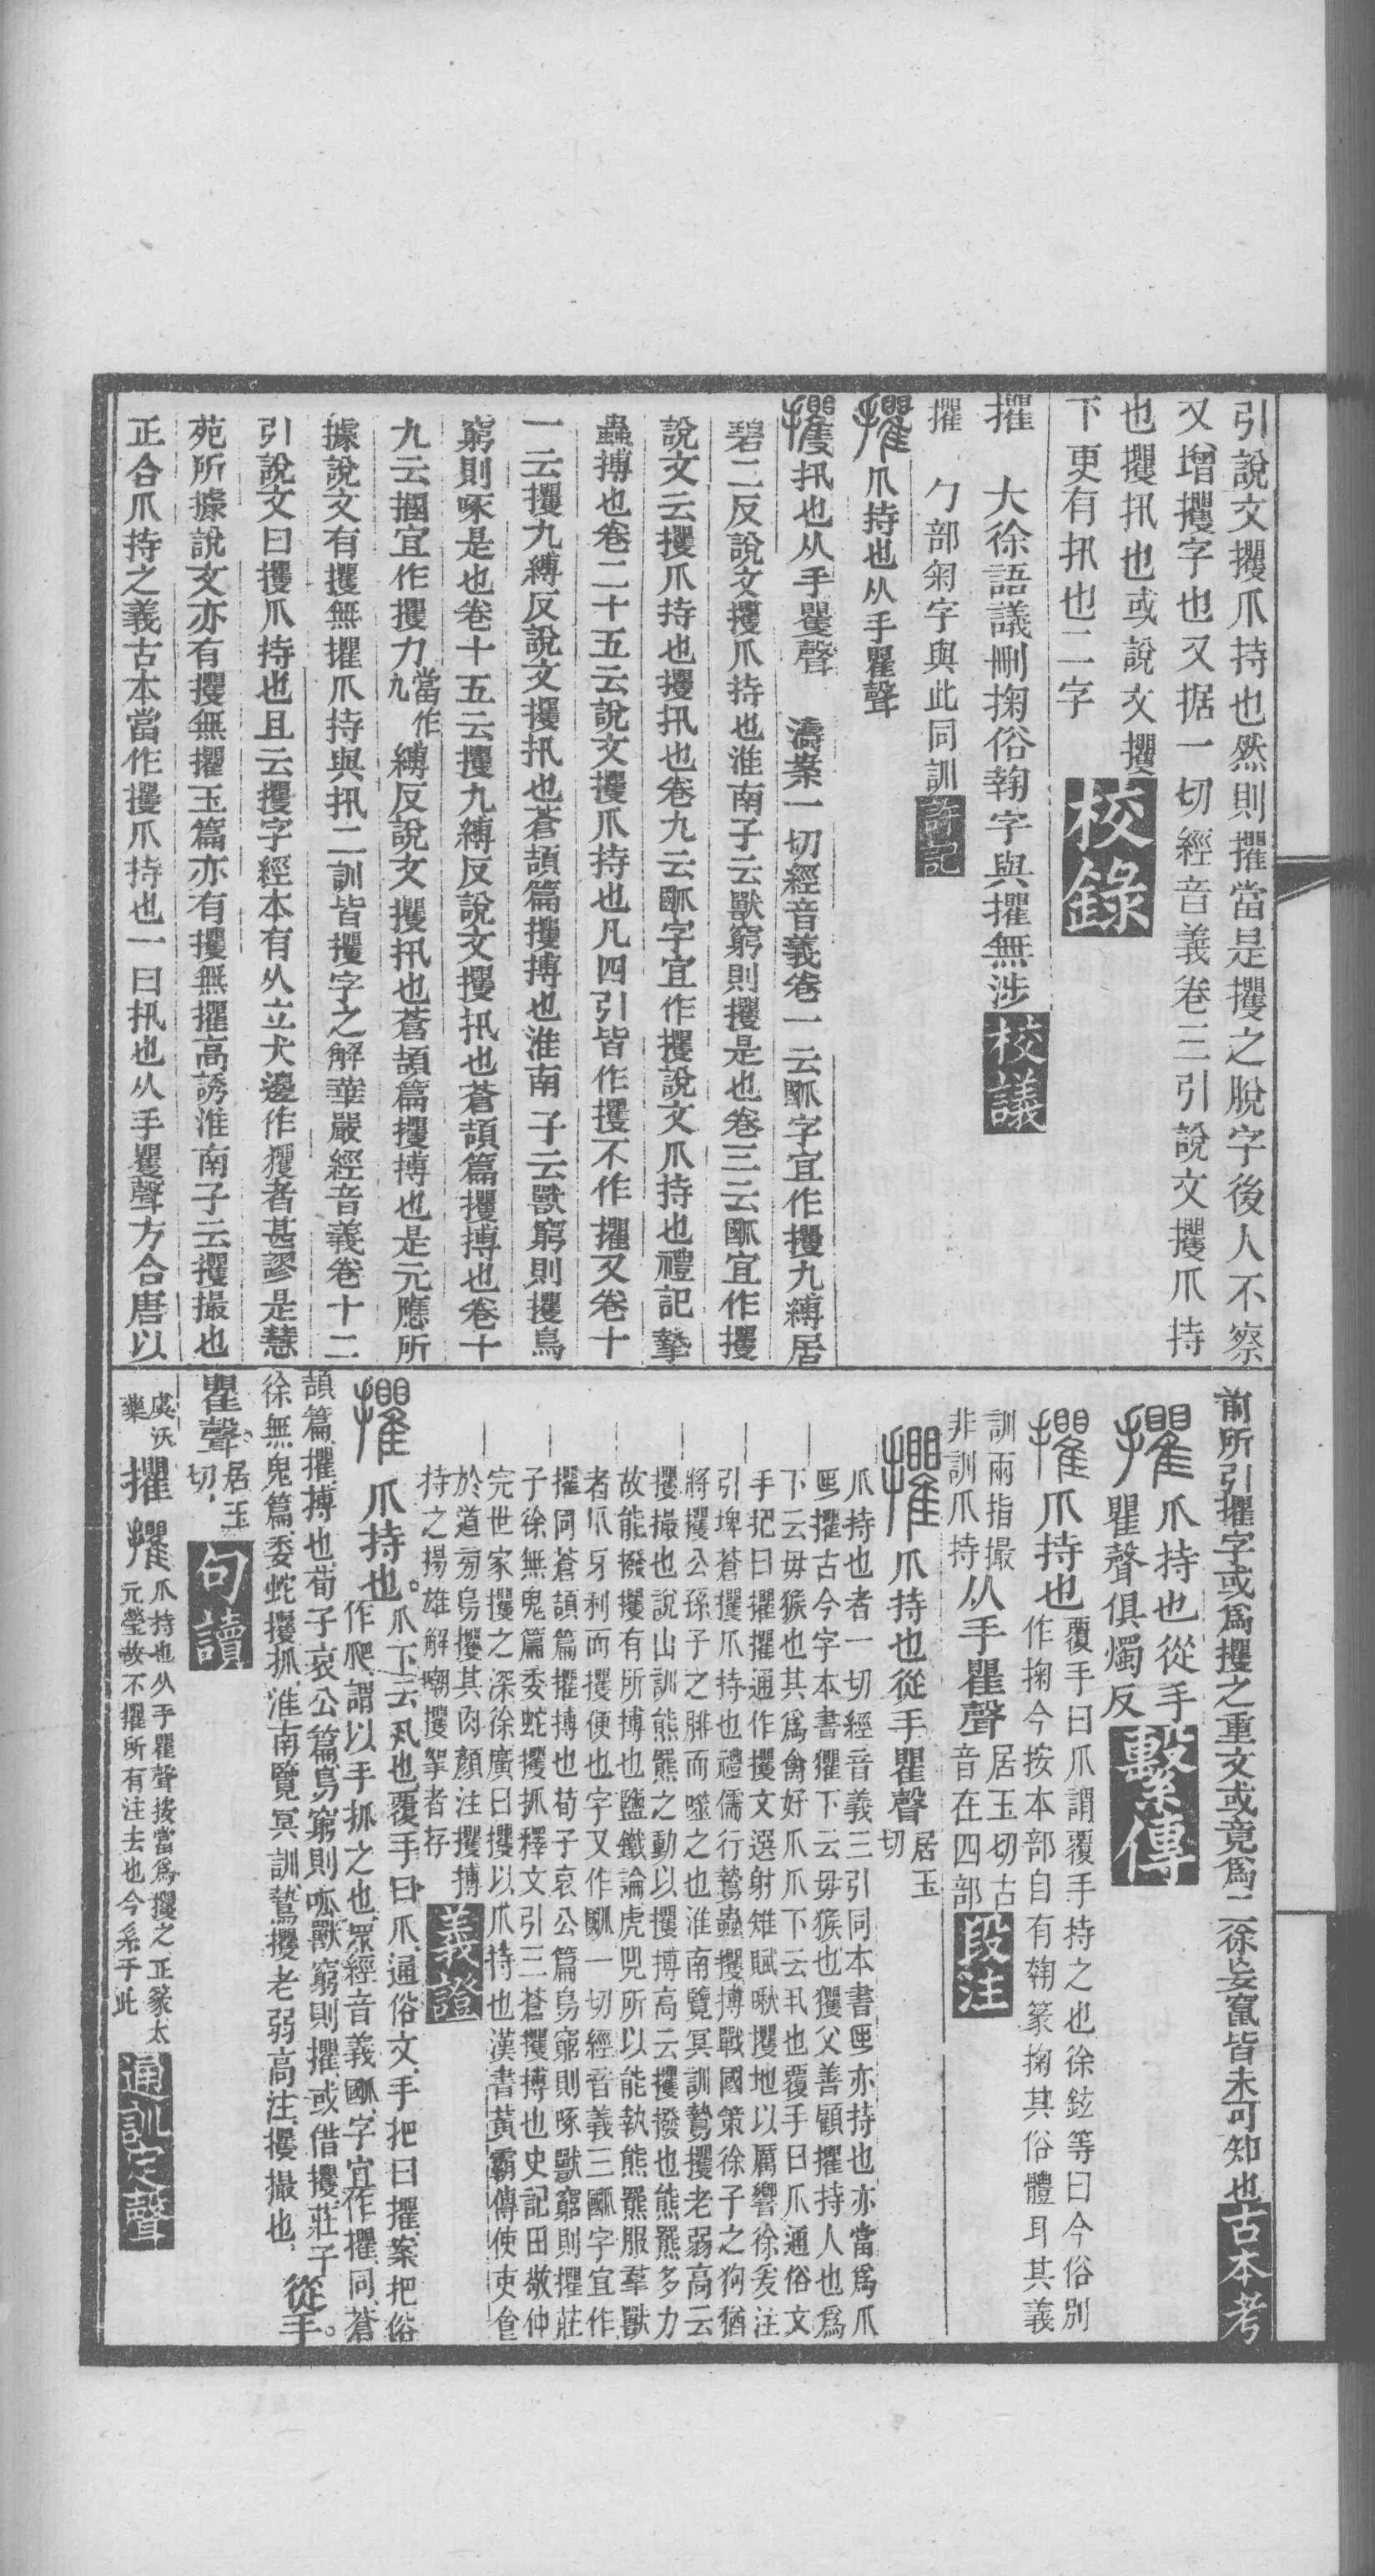 引說文攫爪持也然則擢當是攫之脫字後人不察
又增攫字也又据一切經音義卷三引說文攫爪持
也攫扟也或說文攫
下更有扟也二字 校錄
擢 大徐語議刪掬俗𥷚字與擢無涉 校議
擢 勹部匊字與此同訓 許記
擢 爪持也从手瞿聲
攫 扟也从手矍聲 濤案一切經音義卷一云㕚字宜作攫九縛居
碧二反說文攫爪持也淮南子云獸窮則攫是也卷三云宜作攫
說文云攫爪持也攫扟也卷九云字宜作攫說文爪持也禮記摯
蟲搏也卷二十五云說文攫爪持也凡四引皆作攫不作擢又卷十
一云攫九縛反說文攫扟也蒼頡篇攫搏也淮南子云獸窮則攫鳥
窮則啄是也卷十五云攫九縛反說文攫扟也蒼頡篇攫搏也卷十
九云摑宜作攫力當作九縛反說文攫扟也蒼頡篇攫搏也是元應所
據說文有攫無擢爪持與扟二訓皆攫字之解華嚴經音義卷十二
引說文曰攫爪持也且云攫字經本有从立犬邊作玃者甚謬是慧
苑所據說文亦有攫無擢玉篇亦有攫無擢高誘淮南子云攫撮也
正合爪持之義古本當作攫爪持也一曰扟也从手矍聲方合唐以
前所引擢字或為攫之重文或竟為二徐妄竄皆未可知也 古本考
擢 爪持也從手
瞿聲俱燭反 繫傳
擢 爪持也 覆手曰爪謂覆手持之也徐鉉等曰今俗別
作掬今按本部自有𥷚篆掬其俗體耳其義
訓兩指撮
非訓爪持 从手瞿聲 居玉切古
音在四部 段注
擢 爪持也從手瞿聲 居玉
切
爪持也者一切經音義三引同本書亦持也亦當為爪
擢古今字本書玃下云毋猴也玃父善顧攫持人也為
下云毋猴也其為禽好爪爪下云丮也覆手曰爪通俗文
手把曰擢擢通作攫文選射雉賦瞅攫地以厲響徐爰注
引埤蒼攫爪持也禮儒行鷙蟲攫搏戰國策徐子之狗猶
將攫公孫子之腓而噬之也淮南覽冥訓鷙攫老弱高云
攫撮也說山訓熊羆之動以攫搏高云攫撥也熊羆多力
故能撥攫有所搏也鹽鐵論虎兕所以能執熊羆服羣獸
者爪牙利而攫便也字又作一切經音義三字宜作
擢同蒼頡篇擢搏也荀子哀公篇鳥窮則啄獸窮則擢莊
子徐無鬼篇委蛇攫抓釋文引三蒼攫搏也史記田敬仲
完世家攫之深徐廣曰攫以爪持也漢書黃霸傳使吏食
於道旁烏攫其肉顏注攫搏
持之揚雄解嘲攫挐者存 義證
擢 爪持也。爪下云丮也覆手曰爪通俗文手把曰擢案把俗
作爬謂以手抓之也眾經音義字宜作擢同蒼
頡篇擢搏也荀子哀公篇鳥窮則啄獸窮則擢或借攫莊子
徐無鬼篇委蛇攫抓淮南覽冥訓鷙攫老弱高注攫撮也從手。
瞿聲居玉
切 句讀
虞沃
藥 擢 擢 爪持也从手瞿聲按當為攫之正篆太
元瑩故不擢所有注去也今系于此 通訓定聲